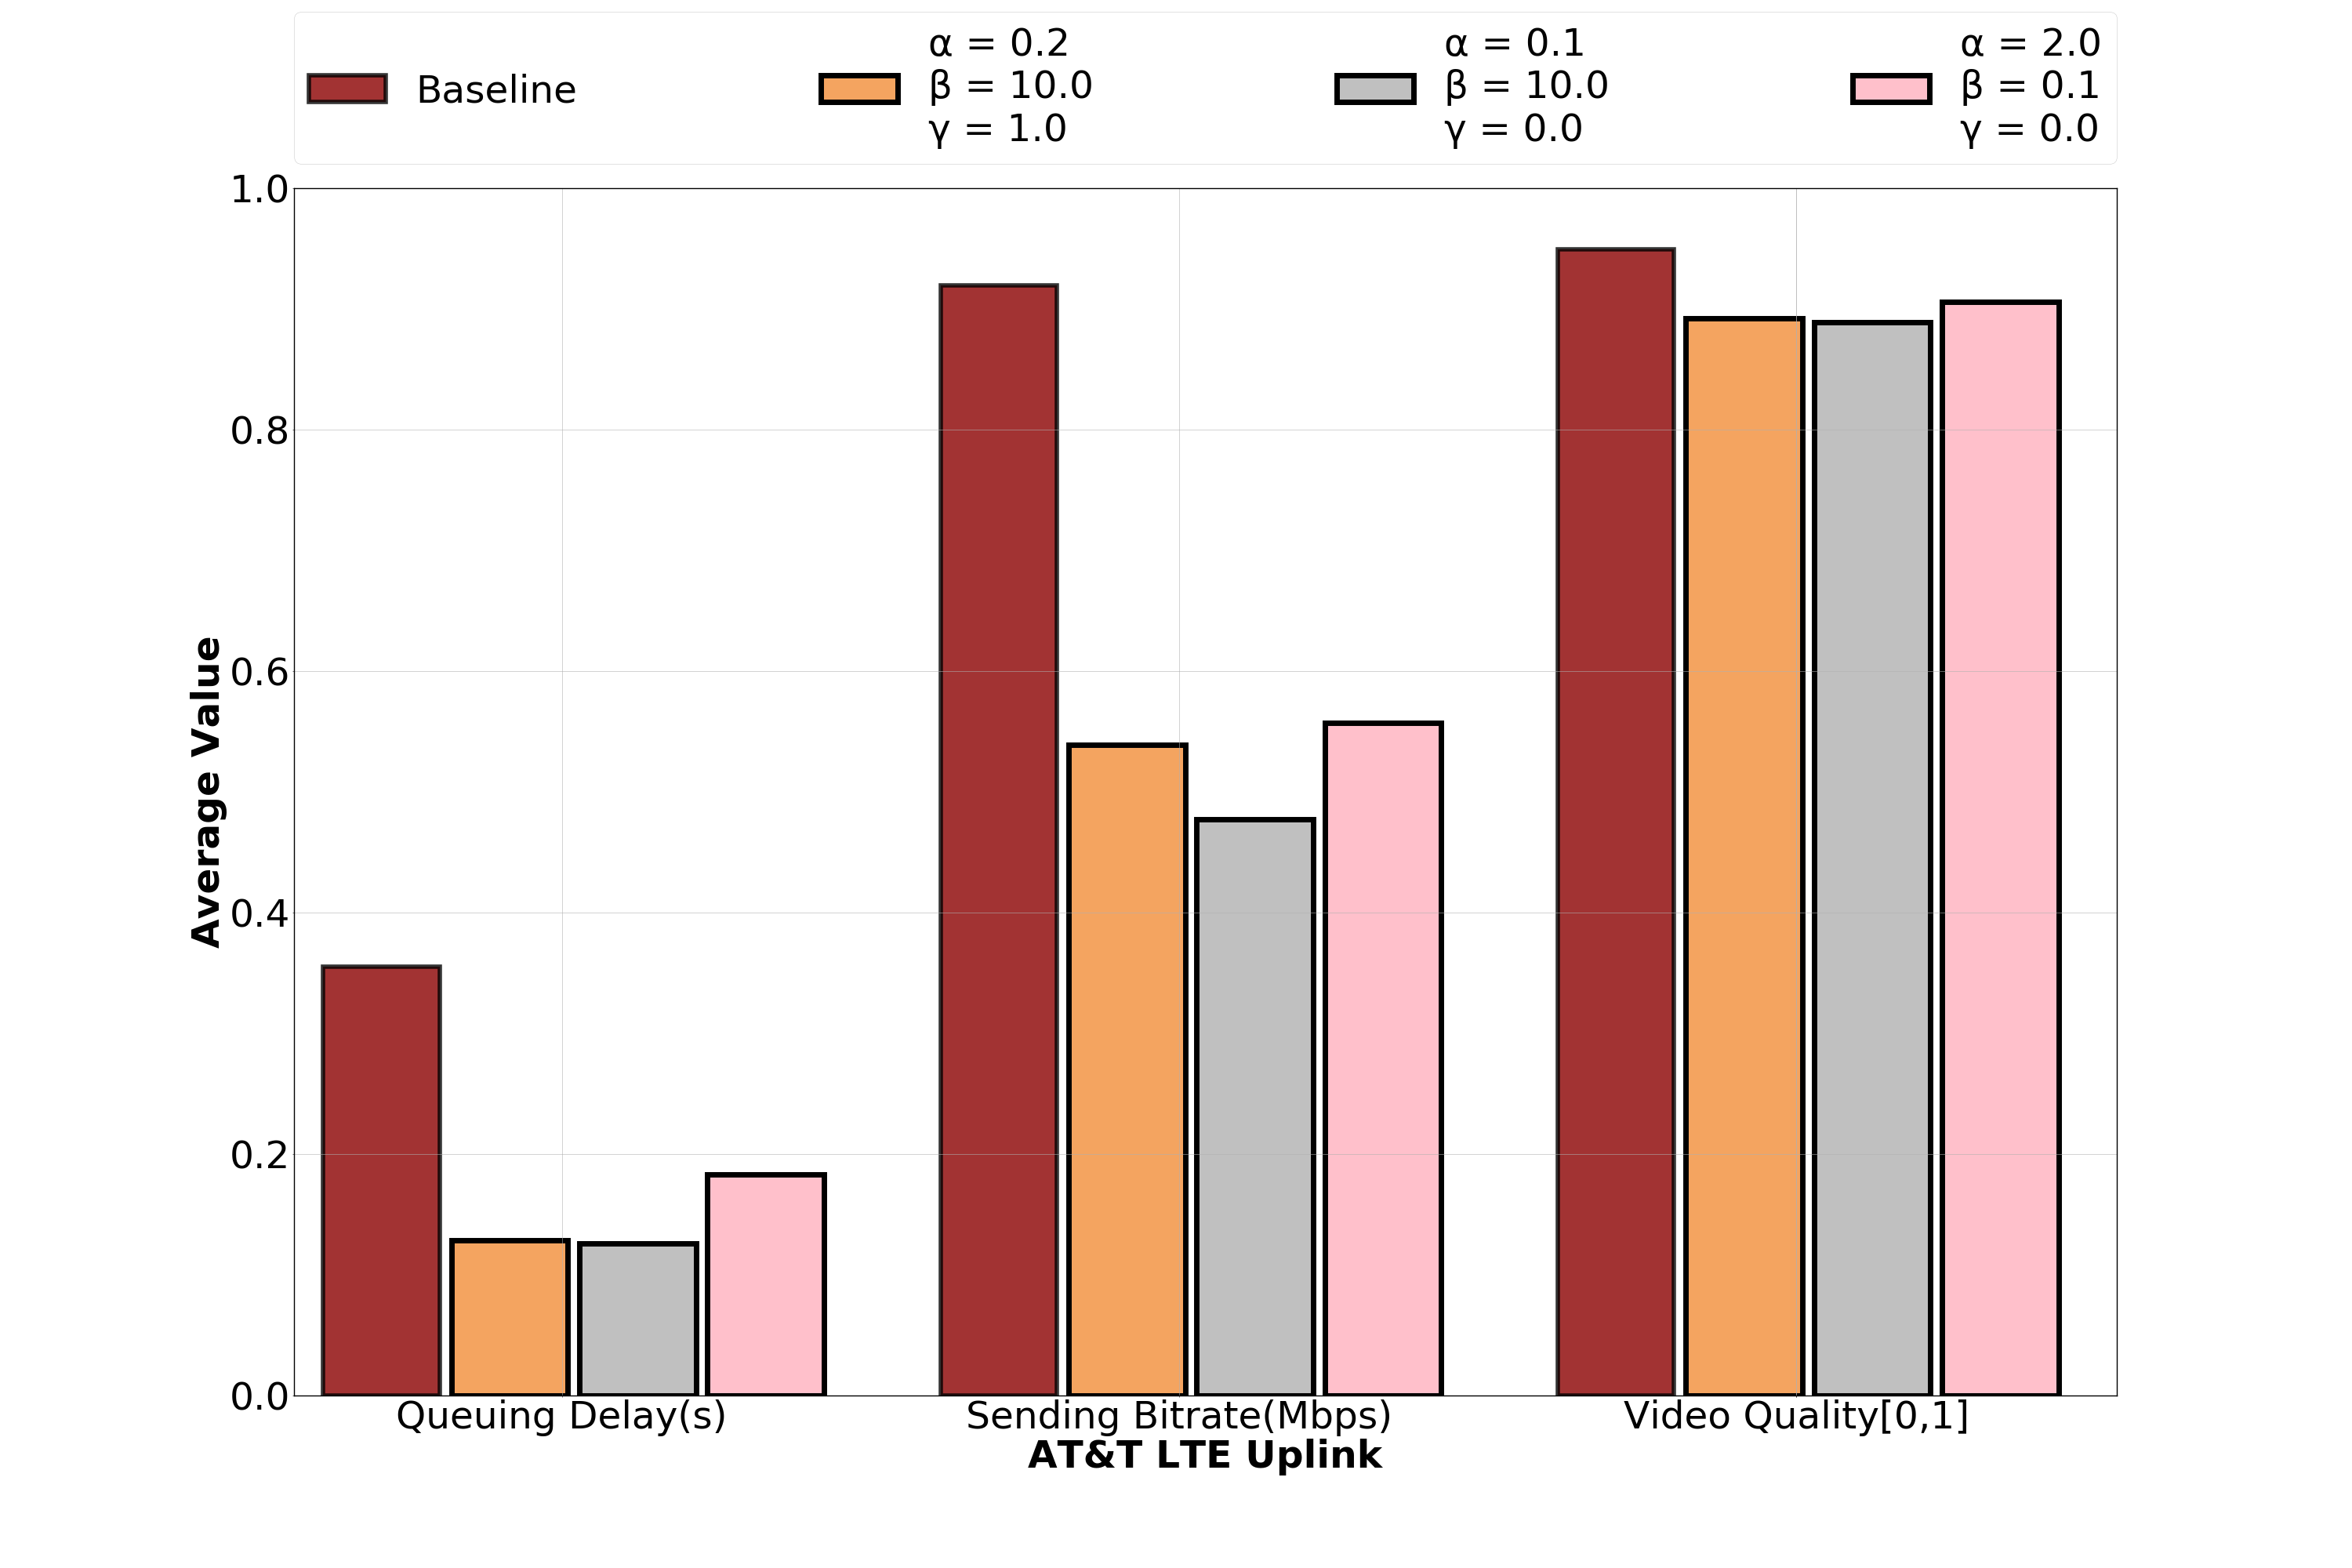 Baseline
α = 0.2
β = 10.0
γ = 1.0
α = 0.1
β = 10.0
γ = 0.0
α = 2.0
β = 0.1
γ = 0.0
1.0
0.8
0.6
0.4
0.2
0.0
Average Value
Queuing Delay(s)
Sending Bitrate(Mbps)
Video Quality[0,1]
AT&T LTE Uplink